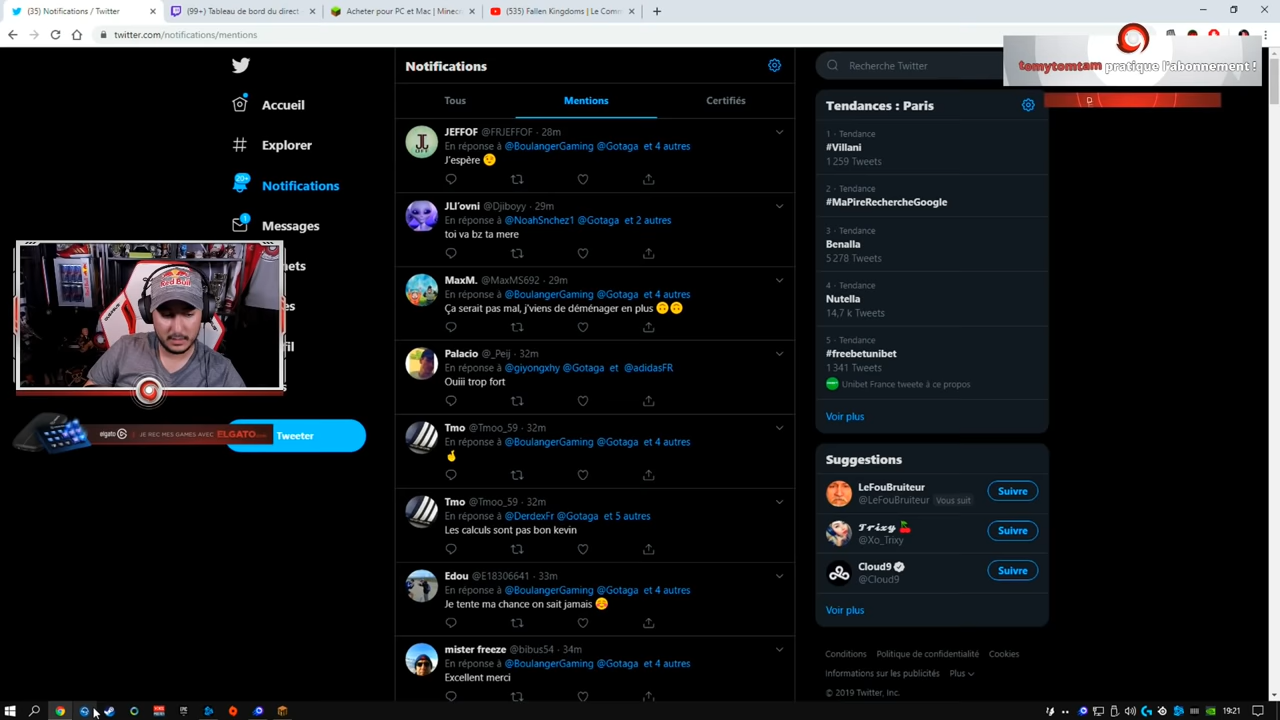 (35) Notifications / Twitter
(99+) Tableau de bord du direct
Acheter pour PC et Mac | Minec
(535) Fallen Kingdoms | Le Comm
twitter.com/notifications/mentions
tomytomtam pratique l'abonnement !
Accueil
Explorer
20+
Notifications
1
Messages
Red Bull
elgato
JE REC MES GAMES AVEC ELGATO
Tweeter
Notifications
Tous
Mentions
Certifiés
JEFFOF @FRJEFFOF · 28m
En réponse à @BoulangerGaming @Gotaga et 4 autres
J'espère
JLl'ovni @Djiboyy · 29m
En réponse à @NoahSnchez1 @Gotaga et 2 autres
toi va bz ta mere
MaxM. @MaxMS692 · 29m
En réponse à @BoulangerGaming @Gotaga et 4 autres
Ça serait pas mal, j'viens de déménager en plus 🙃🙃
Palacio @_Peij · 32m
En réponse à @giyongxhy @Gotaga et @adidasFR
Ouiii trop fort
Tmo @Tmoo_59 · 32m
En réponse à @BoulangerGaming @Gotaga et 4 autres
Tmo @Tmoo_59 · 32m
En réponse à @DerdexFr @Gotaga et 5 autres
Les calculs sont pas bon kevin
Edou @E18306641 · 33m
En réponse à @BoulangerGaming @Gotaga et 4 autres
Je tente ma chance on sait jamais
mister freeze @bibus54 · 34m
En réponse à @BoulangerGaming @Gotaga et 4 autres
Excellent merci
Recherche Twitter
Tendances : Paris
1 · Tendance
#Villani
1 259 Tweets
2 · Tendance
#MaPireRechercheGoogle
3 · Tendance
Benalla
5 278 Tweets
4 · Tendance
Nutella
14,7 k Tweets
5 · Tendance
#freebetunibet
1 341 Tweets
Unibet France tweete à ce propos
Voir plus
Suggestions
LeFouBruiteur
@LeFouBruiteur Vous suit
Suivre
𝓣𝓻𝓲𝔁𝔂 🍒
@Xo_Trixy
Suivre
Cloud9
@Cloud9
Suivre
Voir plus
Conditions Politique de confidentialité Cookies
Informations sur les publicités Plus
© 2019 Twitter, Inc.
19:21